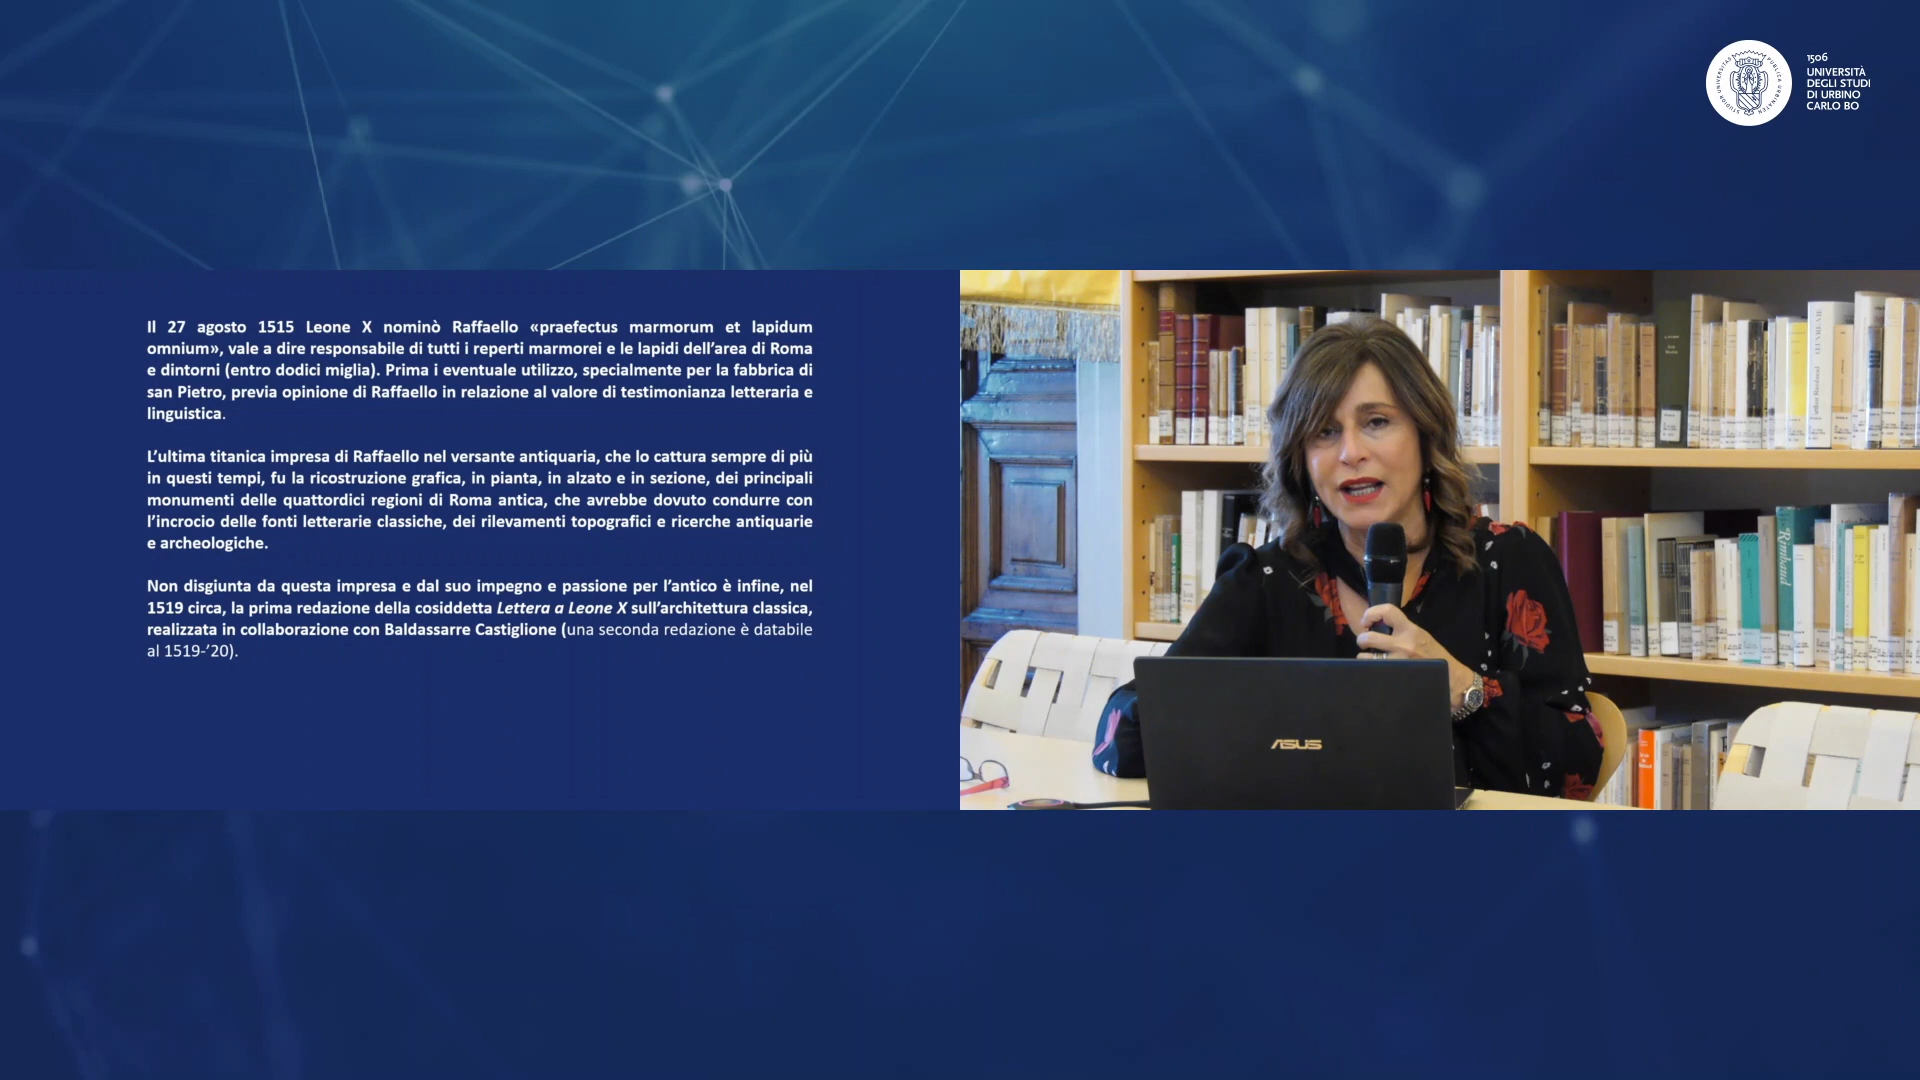 1506
UNIVERSITÀ
DEGLI STUDI
DI URBINO
CARLO BO
Il 27 agosto 1515 Leone X nominò Raffaello «praefectus marmorum et lapidum
omnium», vale a dire responsabile di tutti i reperti marmorei e le lapidi dell’area di Roma
e dintorni (entro dodici miglia). Prima i eventuale utilizzo, specialmente per la fabbrica di
san Pietro, previa opinione di Raffaello in relazione al valore di testimonianza letteraria e
linguistica.
L’ultima titanica impresa di Raffaello nel versante antiquaria, che lo cattura sempre di più
in questi tempi, fu la ricostruzione grafica, in pianta, in alzato e in sezione, dei principali
monumenti delle quattordici regioni di Roma antica, che avrebbe dovuto condurre con
l’incrocio delle fonti letterarie classiche, dei rilevamenti topografici e ricerche antiquarie
e archeologiche.
Non disgiunta da questa impresa e dal suo impegno e passione per l’antico è infine, nel
1519 circa, la prima redazione della cosiddetta Lettera a Leone X sull’architettura classica,
realizzata in collaborazione con Baldassarre Castiglione (una seconda redazione è databile
al 1519-’20).
Rimbaud
ASUS